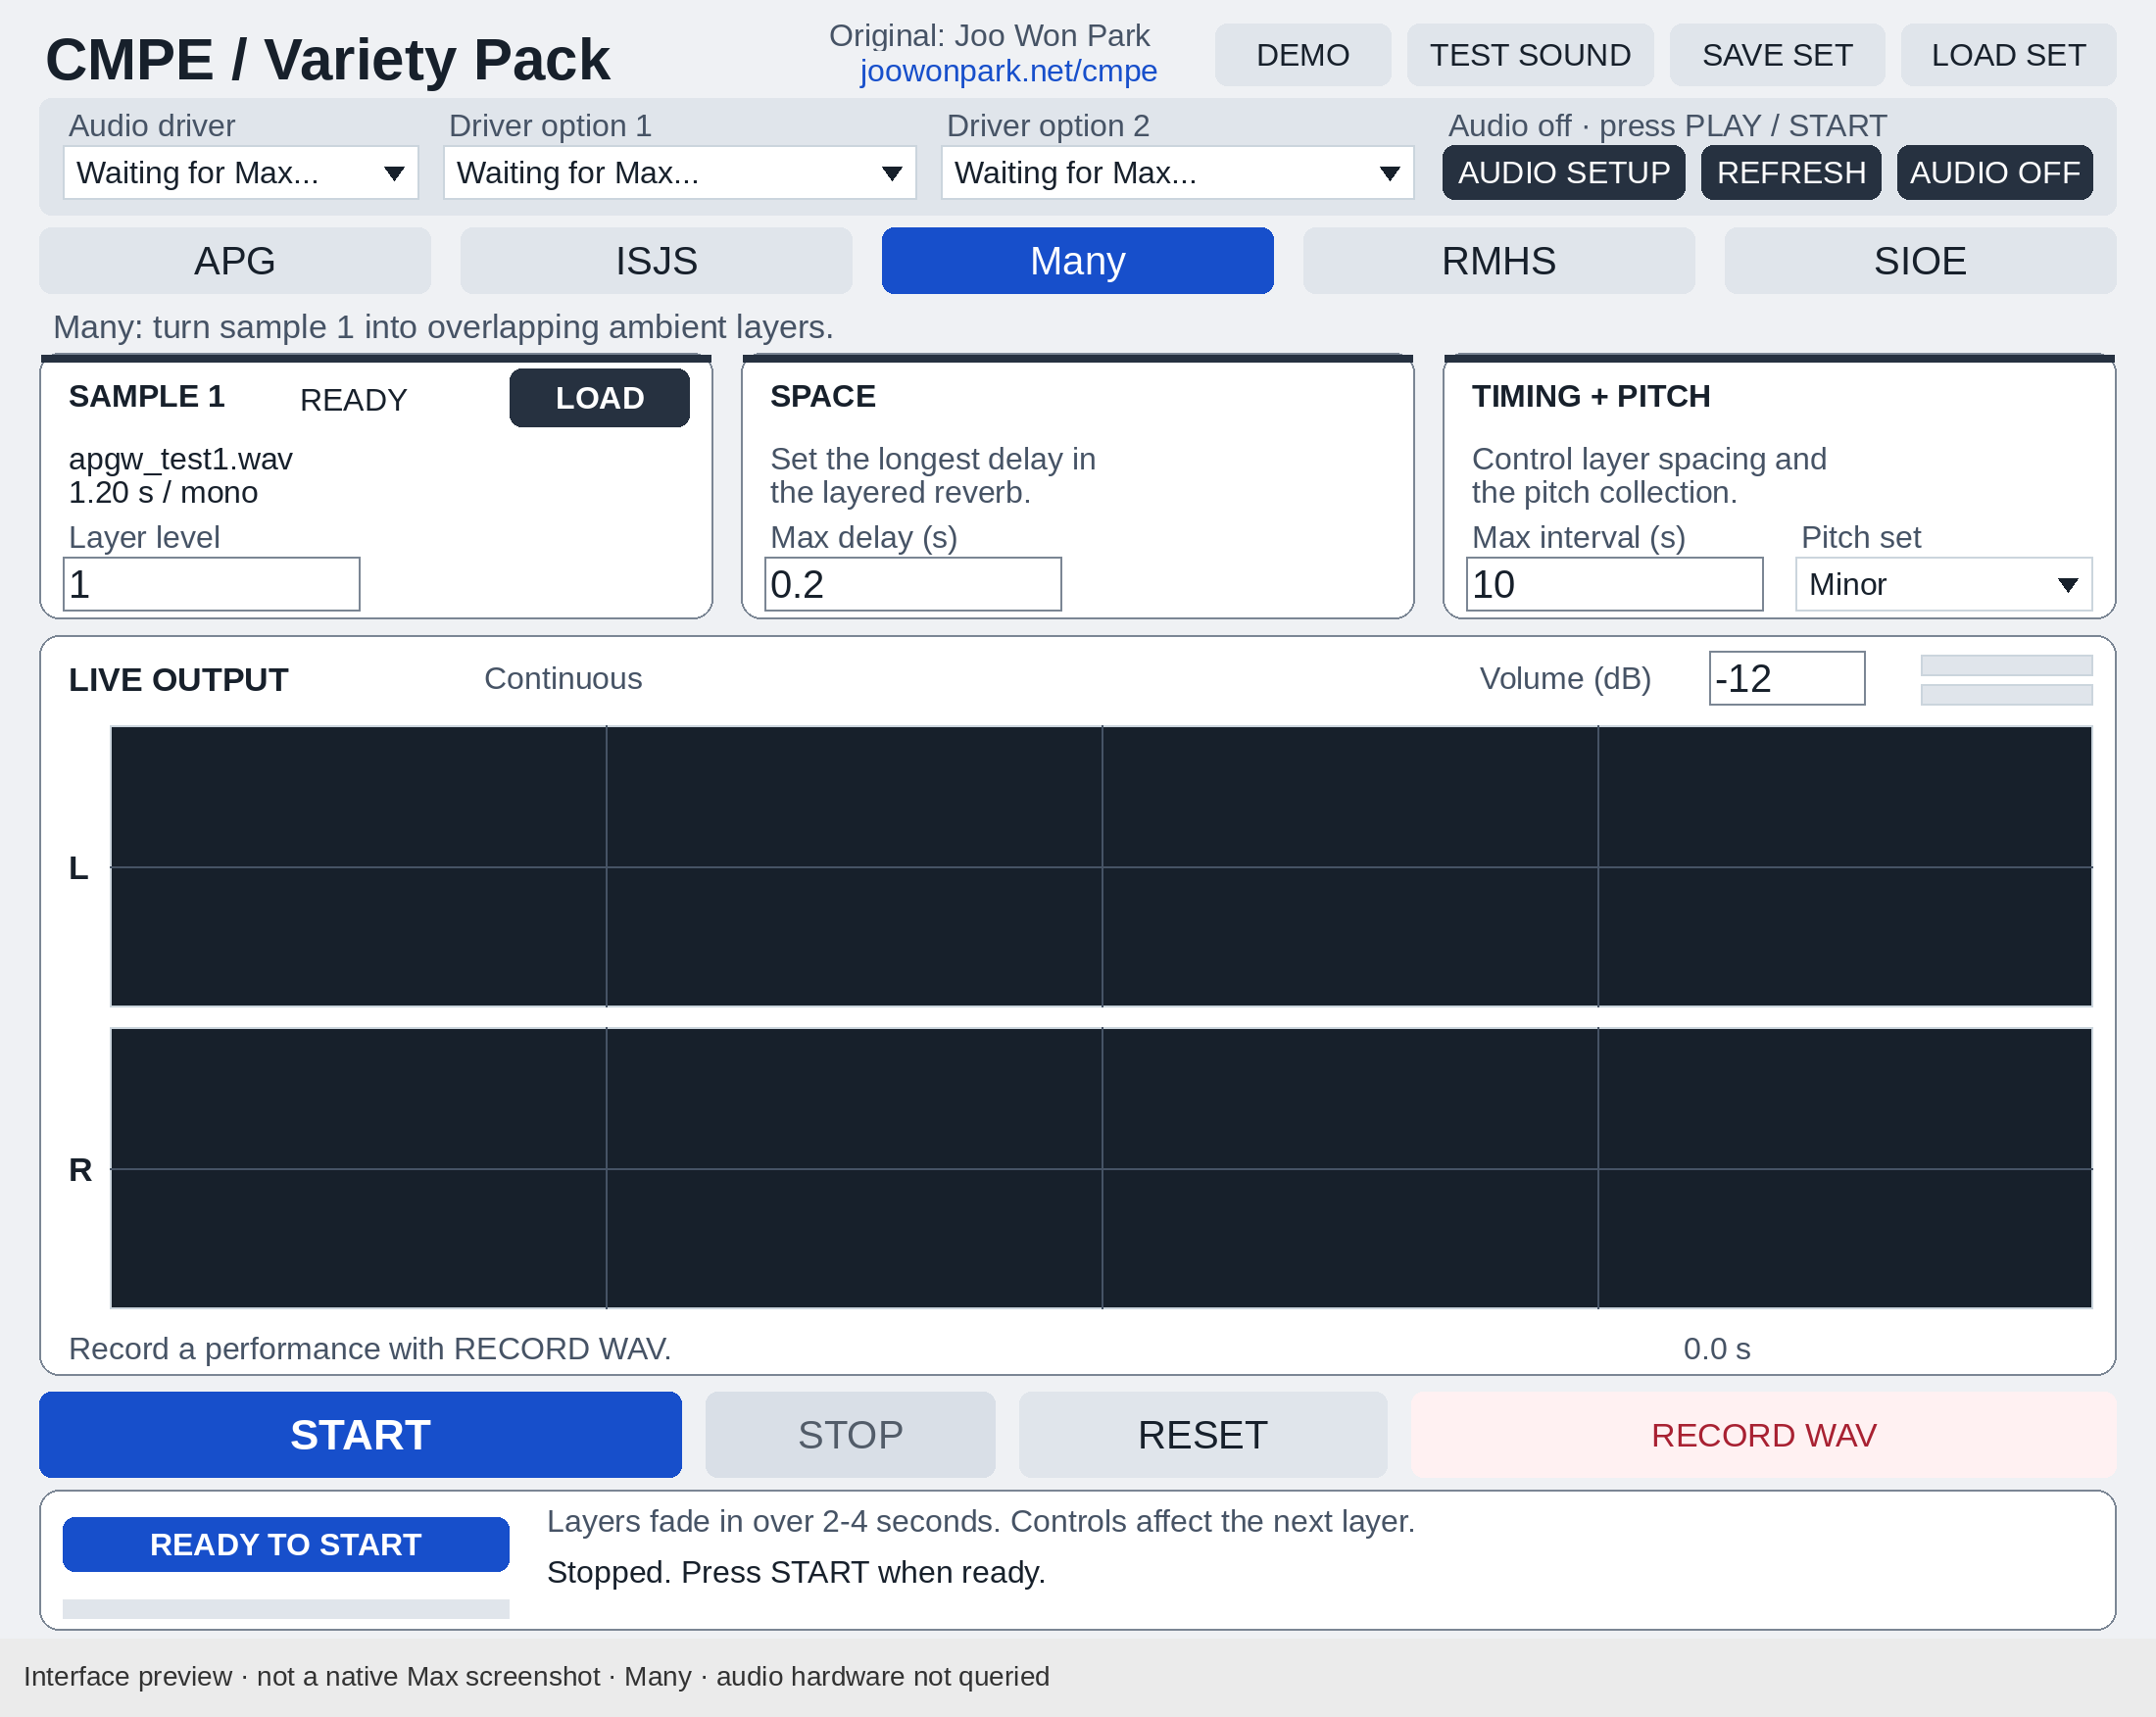 CMPE / Variety Pack
Original: Joo Won Park
joowonpark.net/cmpe
DEMO
TEST SOUND
SAVE SET
LOAD SET
Audio driver
Driver option 1
Driver option 2
Audio off · press PLAY / START
Waiting for Max...
Waiting for Max...
Waiting for Max...
AUDIO SETUP
REFRESH
AUDIO OFF
APG
ISJS
Many
RMHS
SIOE
Many: turn sample 1 into overlapping ambient layers.
SAMPLE 1
READY
LOAD
apgw_test1.wav
1.20 s / mono
Layer level
1
SPACE
Set the longest delay in
the layered reverb.
Max delay (s)
0.2
TIMING + PITCH
Control layer spacing and
the pitch collection.
Max interval (s)
Pitch set
10
Minor
LIVE OUTPUT
Continuous
Volume (dB)
-12
L
R
Record a performance with RECORD WAV.
0.0 s
START
STOP
RESET
RECORD WAV
READY TO START
Layers fade in over 2-4 seconds. Controls affect the next layer.
Stopped. Press START when ready.
Interface preview · not a native Max screenshot · Many · audio hardware not queried